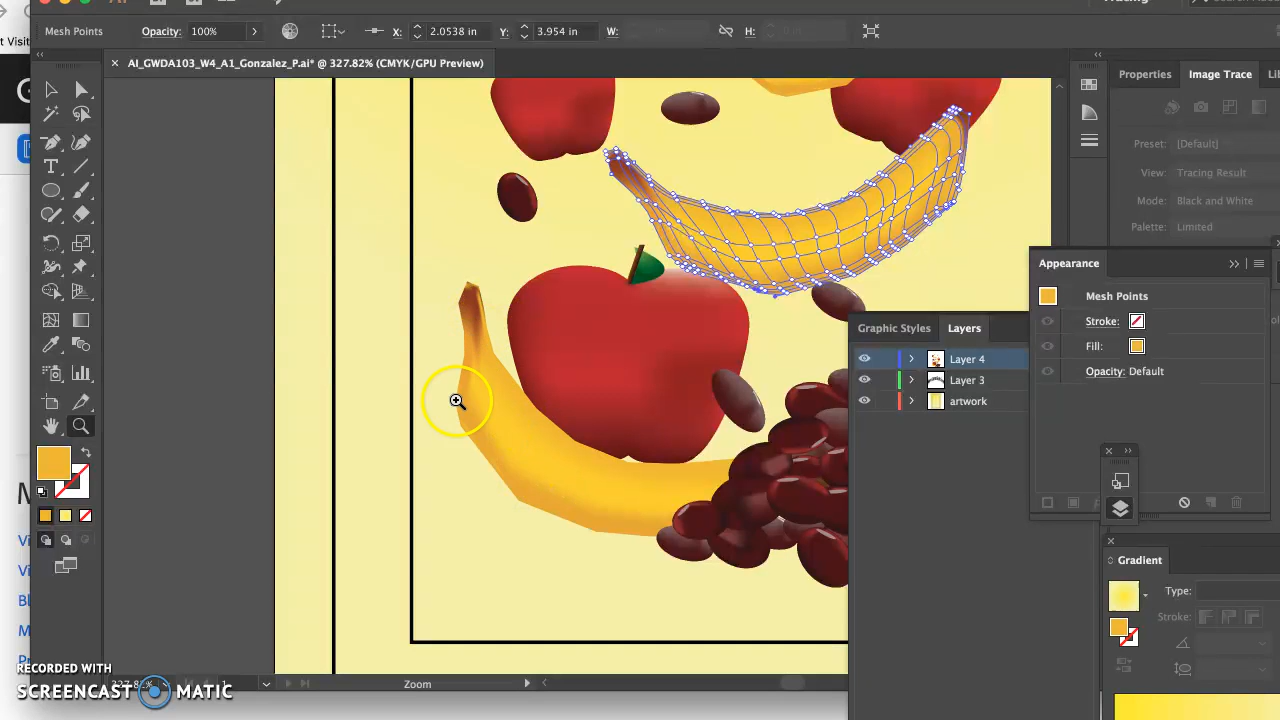 Mesh Points
Opacity: 100%
X: 2.0538 in
Y: 3.954 in
W:
H:
t Visit
× AI_GWDA103_W4_A1_Gonzalez_P.ai* @ 327.82% (CMYK/GPU Preview)
Properties
Image Trace
Preset: [Default]
View: Tracing Result
Mode: Black and White
Palette: Limited
Appearance
Mesh Points
Stroke:
Fill:
Opacity: Default
Graphic Styles
Layers
Layer 4
Layer 3
artwork
Gradient
Type:
Stroke:
Zoom
RECORDED WITH
SCREENCAST MATIC